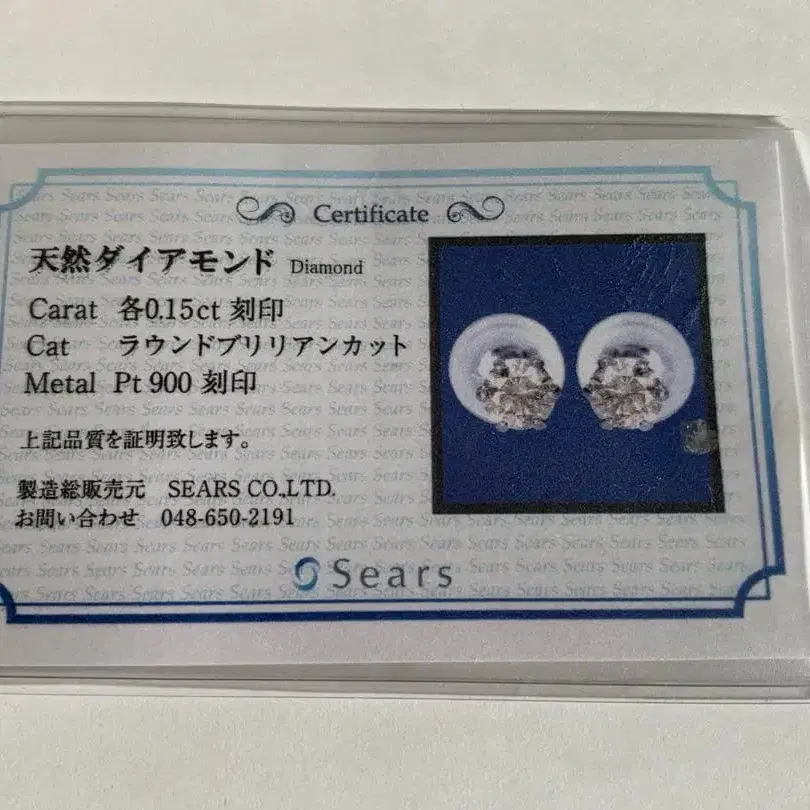 Certificate
天然ダイアモンド Diamond
Carat 各0.15ct 刻印
Cat ラウンドブリリアンカット
Metal Pt 900 刻印
上記品質を証明致します。
製造総販売元 SEARS CO.,LTD.
お問い合わせ 048-650-2191
Sears